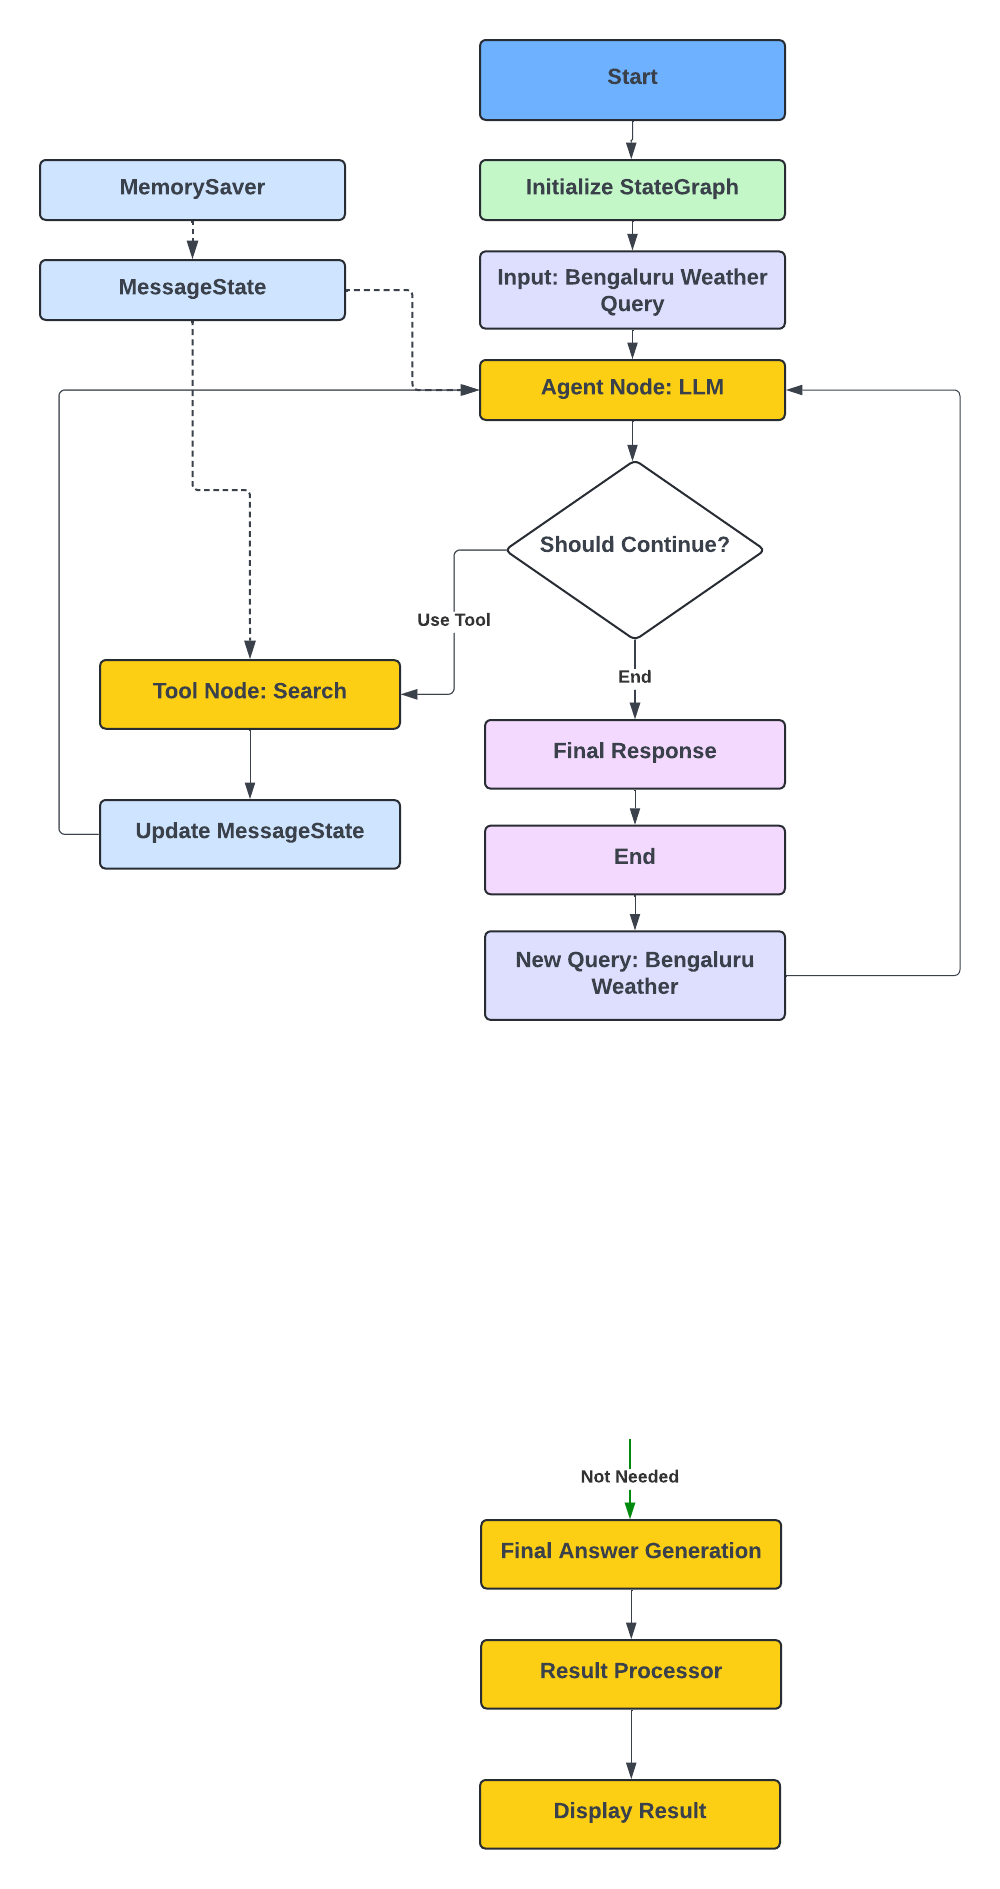 Start
MemorySaver
Initialize StateGraph
MessageState
Input: Bengaluru Weather
Query
Agent Node: LLM
Should Continue?
Use Tool
End
Tool Node: Search
Final Response
Update MessageState
End
New Query: Bengaluru
Weather
Not Needed
Final Answer Generation
Result Processor
Display Result